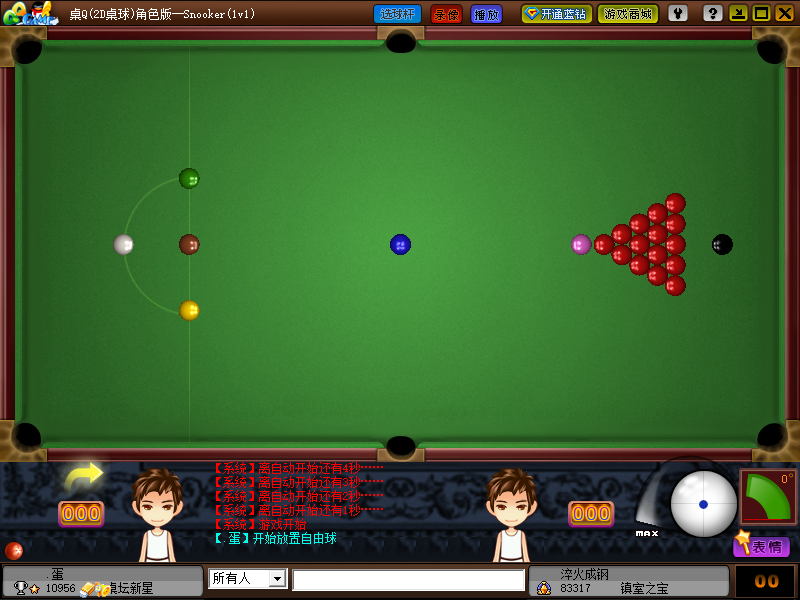 桌Q(2D桌球)角色版—Snooker(1v1)
选球杆
录像
播放
开通蓝钻
游戏商城
?
【系统】离自动开始还有4秒……
【系统】离自动开始还有3秒……
【系统】离自动开始还有2秒……
【系统】离自动开始还有1秒……
【系统】游戏开始
【.蛋】开始放置自由球
000
000
MAX
0°
表情
.蛋
10956
桌坛新星
所有人
淬火成钢
83317
镇室之宝
00